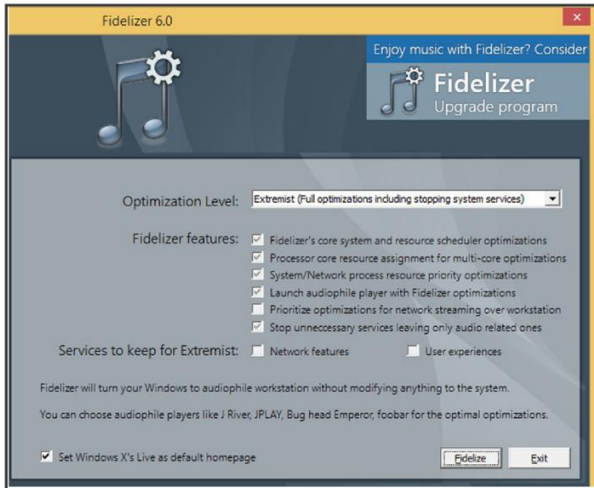 Fidelizer 6.0
Enjoy music with Fidelizer? Consider
Fidelizer
Upgrade program
Optimization Level: Extremist (Full optimizations including stopping system services)
Fidelizer features: Fidelizer's core system and resource scheduler optimizations
Processor core resource assignment for multi-core optimizations
System/Network process resource priority optimizations
Launch audiophile player with Fidelizer optimizations
Prioritize optimizations for network streaming over workstation
Stop unneccessary services leaving only audio related ones
Services to keep for Extremist: Network features User experiences
Fidelizer will turn your Windows to audiophile workstation without modifying anything to the system.
You can choose audiophile players like J River, JPLAY, Bug head Emperor, foobar for the optimal optimizations.
Set Windows X's Live as default homepage Fidelize Exit